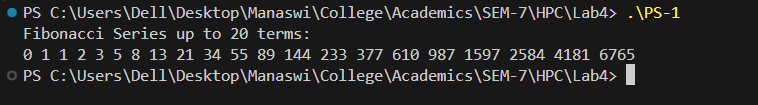 PS C:\Users\Dell\Desktop\Manaswi\College\Academics\SEM-7\HPC\Lab4> .\PS-1
Fibonacci Series up to 20 terms:
0 1 1 2 3 5 8 13 21 34 55 89 144 233 377 610 987 1597 2584 4181 6765
PS C:\Users\Dell\Desktop\Manaswi\College\Academics\SEM-7\HPC\Lab4>